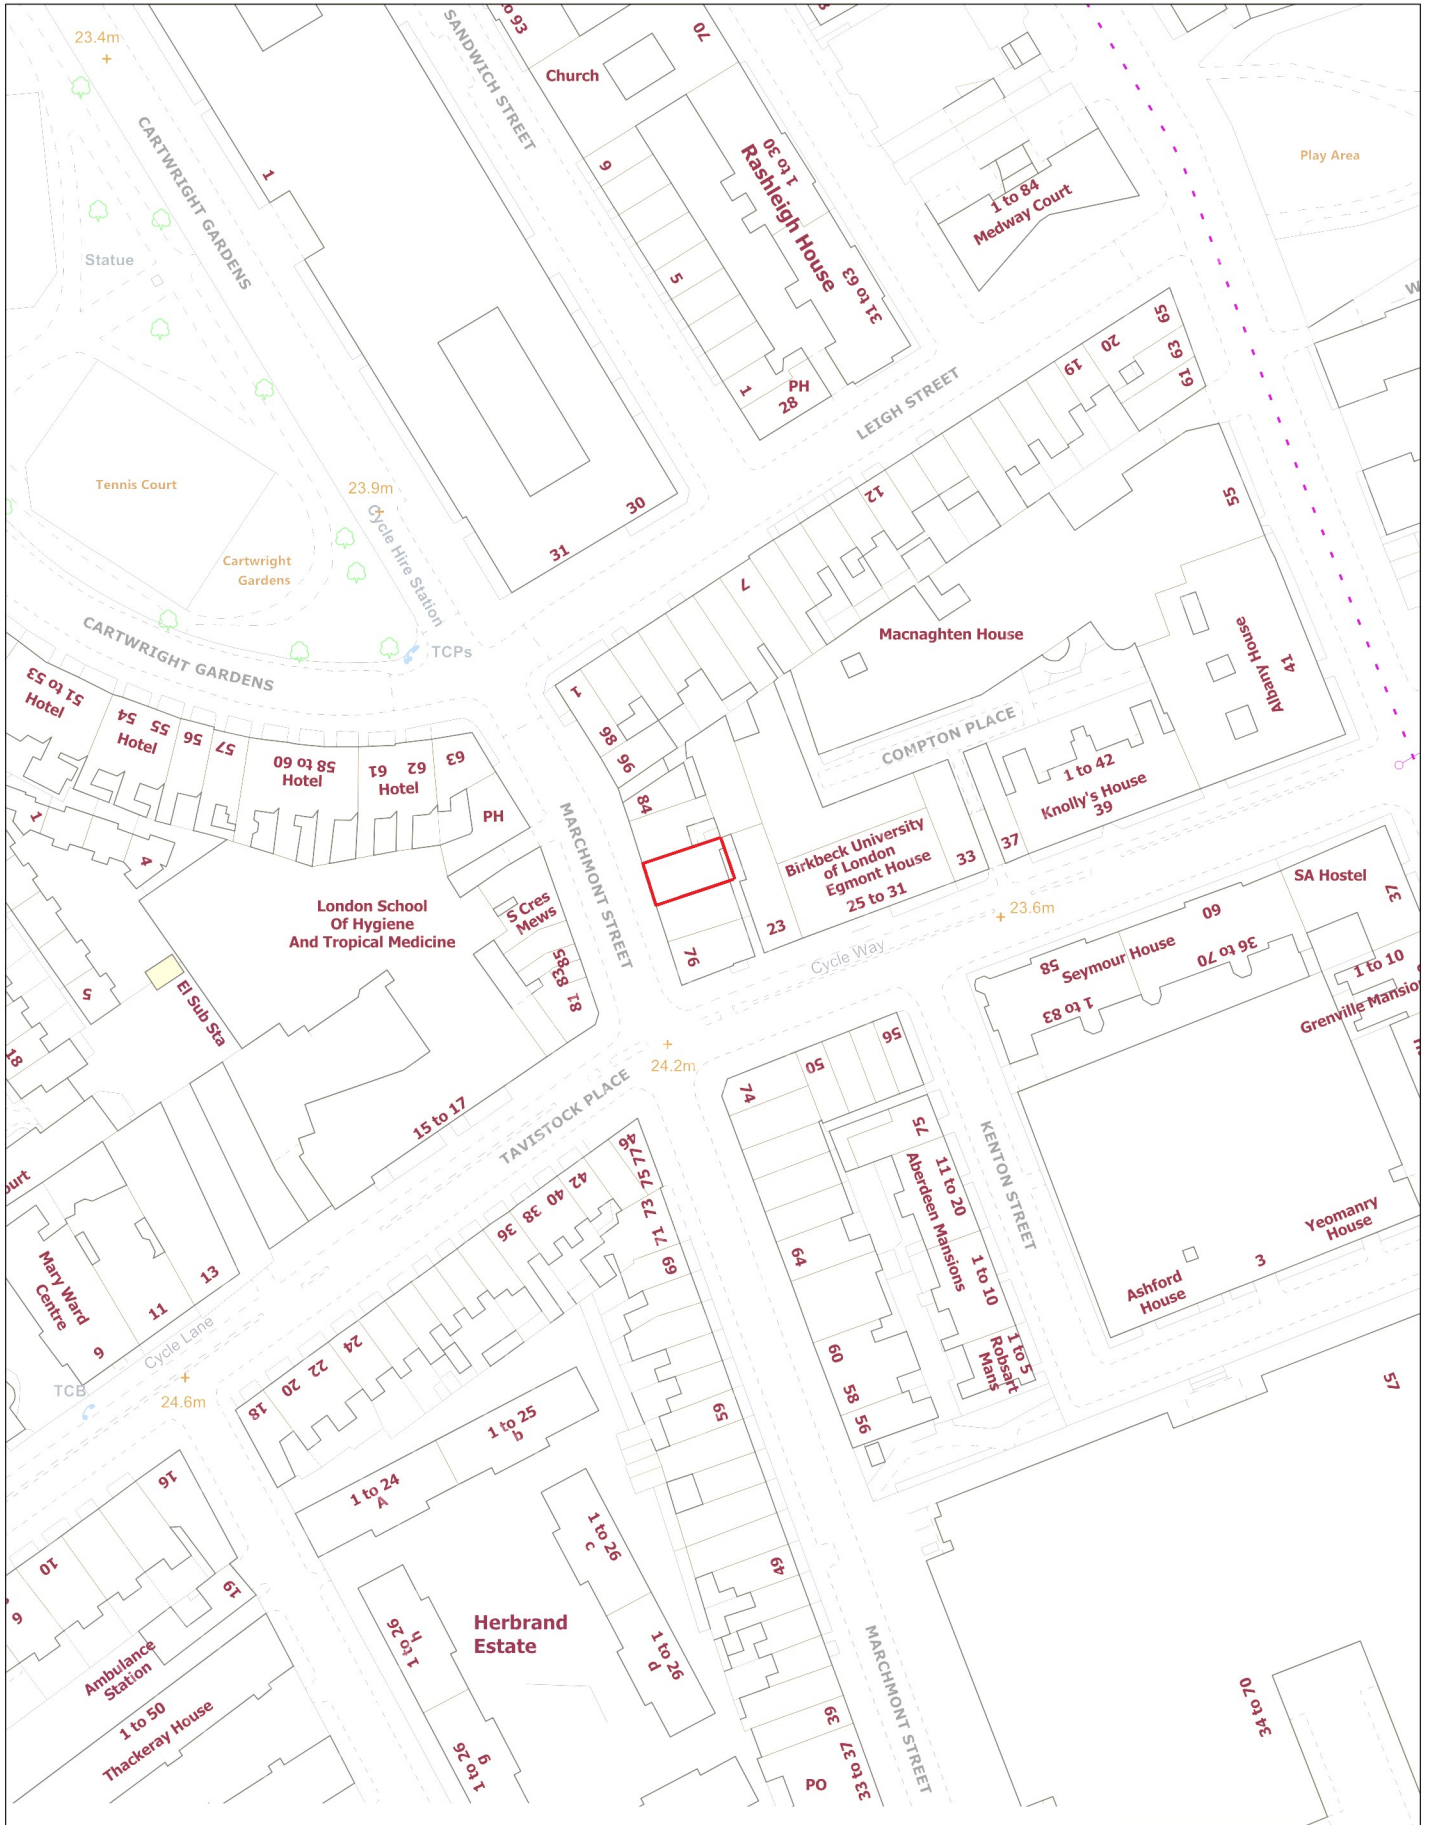 23.4m
CARTWRIGHT GARDENS
SANDWICH STREET
Church
70
1
9
Rashleigh House
1 to 30
31 to 63
5
1
PH
28
1 to 84
Medway Court
Play Area
Statue
Tennis Court
23.9m
Cycle Hire Station
Cartwright
Gardens
CARTWRIGHT GARDENS
TCPs
30
31
LEIGH STREET
65
63
61
20
19
12
7
1
55
Macnaghten House
Albany House
41
COMPTON PLACE
1 to 42
Knolly's House
39
37
33
Birkbeck University
of London
Egmont House
25 to 31
23
51 to 53
Hotel
54
55
Hotel
56
57
58 to 60
Hotel
61
62
Hotel
63
PH
98
96
84
76
MARCHMONT STREET
1
4
5
18
London School
Of Hygiene
And Tropical Medicine
El Sub Sta
S Cres
Mews
85
83
81
15 to 17
TAVISTOCK PLACE
Cycle Way
23.6m
24.2m
SA Hostel
37
60
58
Seymour House
36 to 70
1 to 83
1 to 10
Grenville Mansio
74
50
56
KENTON STREET
75
Aberdeen Mansions
11 to 20
1 to 10
1 to 5
Robsart
Mans
64
60
58
56
Yeomanry
House
3
Ashford
House
57
46
77
75
73
71
69
42
40
38
36
24
22
20
18
59
49
39
33 to 37
PO
Mary Ward
Centre
9
11
13
Cycle Lane
TCB
24.6m
1 to 25
b
1 to 24
A
1 to 26
c
1 to 26
d
1 to 26
h
1 to 26
g
Herbrand
Estate
16
10
9
19
Ambulance
Station
1 to 50
Thackeray House
MARCHMONT STREET
34 to 70